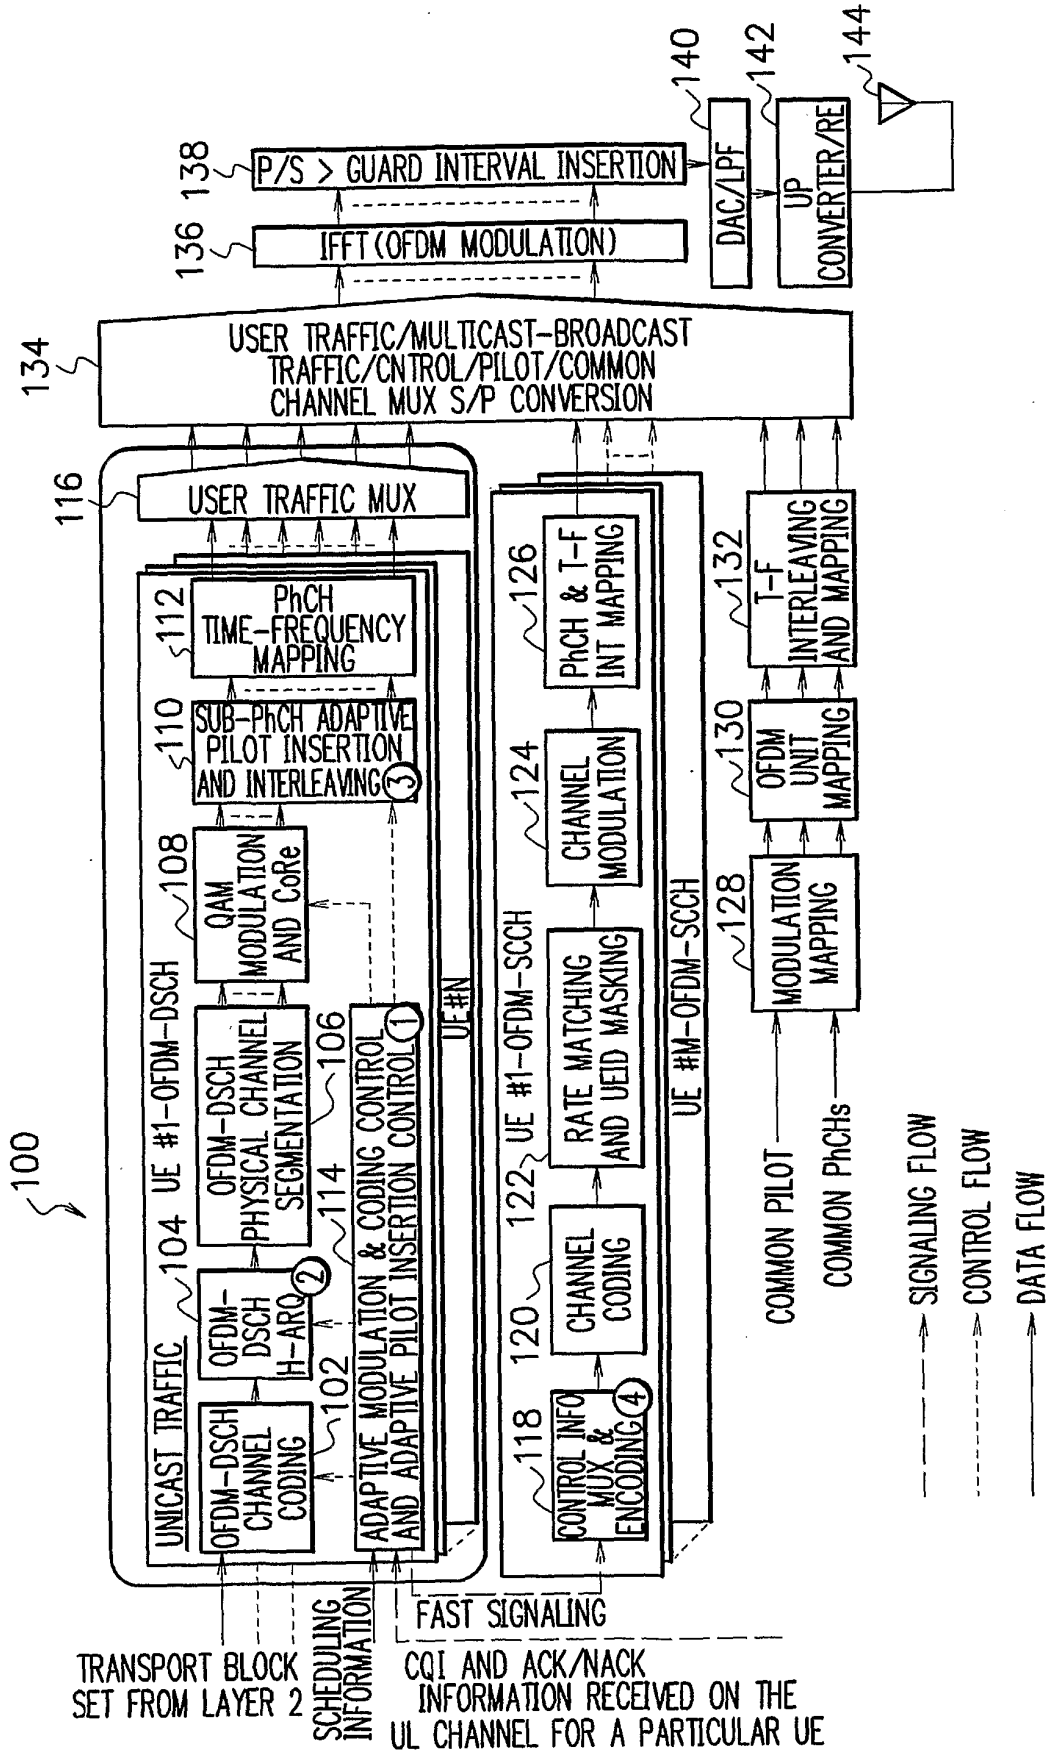 100
UNICAST TRAFFIC
UE #1-OFDM-DSCH
TRANSPORT BLOCK
SET FROM LAYER 2
OFDM-DSCH
CHANNEL
CODING
102
OFDM-
DSCH
H-ARQ
2
104
OFDM-DSCH
PHYSICAL CHANNEL
SEGMENTATION
106
QAM
MODULATION
AND CoRe
108
SUB-PhCH ADAPTIVE
PILOT INSERTION
AND INTERLEAVING
3
110
PhCH
TIME-FREQUENCY
MAPPING
112
SCHEDULING
INFORMATION
ADAPTIVE MODULATION & CODING CONTROL
AND ADAPTIVE PILOT INSERTION CONTROL
1
114
UE#N
USER TRAFFIC MUX
116
FAST SIGNALING
CQI AND ACK/NACK
INFORMATION RECEIVED ON THE
UL CHANNEL FOR A PARTICULAR UE
UE #1-OFDM-SCCH
CONTROL INFO
MUX &
ENCODING
4
118
CHANNEL
CODING
120
RATE MATCHING
AND UEID MASKING
122
CHANNEL
MODULATION
124
PhCH & T-F
INT MAPPING
126
UE #M-OFDM-SCCH
COMMON PILOT
COMMON PhCHs
MODULATION
MAPPING
128
OFDM
UNIT
MAPPING
130
T-F
INTERLEAVING
AND MAPPING
132
USER TRAFFIC/MULTICAST-BROADCAST
TRAFFIC/CNTROL/PILOT/COMMON
CHANNEL MUX S/P CONVERSION
134
IFFT(OFDM MODULATION)
136
P/S > GUARD INTERVAL INSERTION
138
DAC/LPF
140
UP
CONVERTER/RE
142
144
SIGNALING FLOW
CONTROL FLOW
DATA FLOW